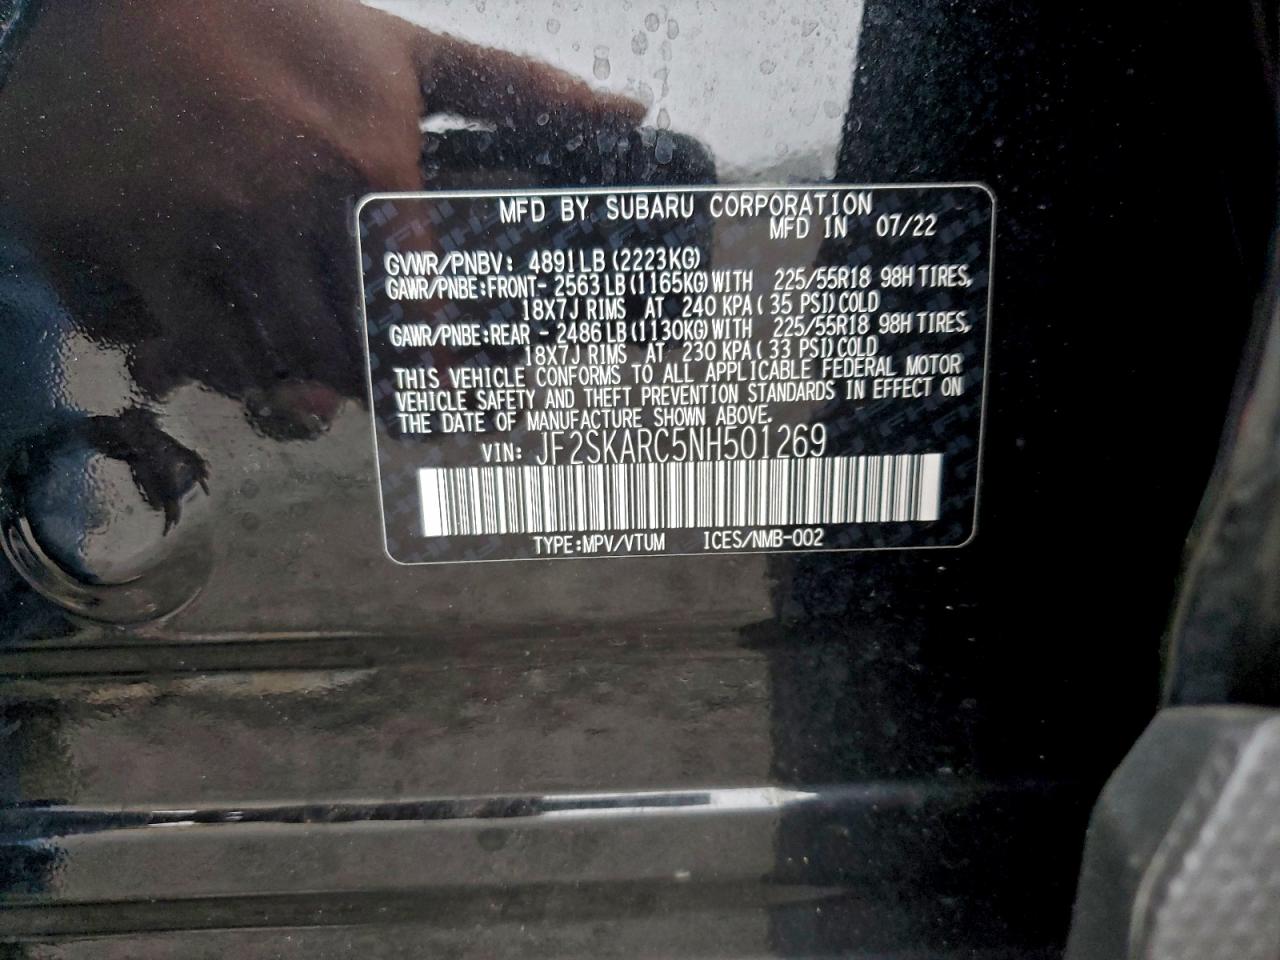 MFD BY SUBARU CORPORATION
MFD IN 07/22
GVWR/PNBV: 4891LB (2223KG)
GAWR/PNBE:FRONT- 2563LB(1165KG)WITH 225/55R18 98H TIRES,
18X7J RIMS AT 240 KPA( 35 PSI)COLD
GAWR/PNBE:REAR - 2486LB(1130KG)WITH 225/55R18 98H TIRES,
18X7J RIMS AT 230 KPA( 33 PSI)COLD
THIS VEHICLE CONFORMS TO ALL APPLICABLE FEDERAL MOTOR
VEHICLE SAFETY AND THEFT PREVENTION STANDARDS IN EFFECT ON
THE DATE OF MANUFACTURE SHOWN ABOVE.
VIN: JF2SKARC5NH501269
TYPE:MPV/VTUM ICES/NMB-002